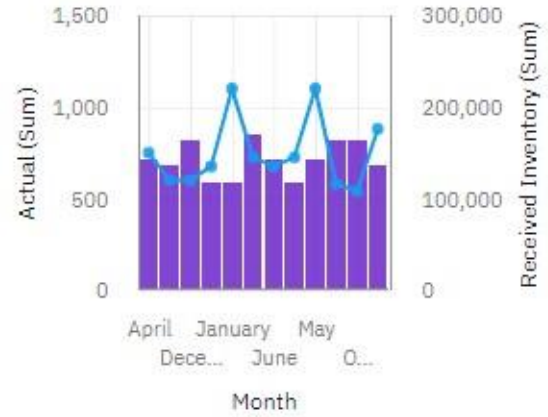 1,500
1,000
500
0
Actual (Sum)
300,000
200,000
100,000
0
Received Inventory (Sum)
April January May
Dece... June O...
Month